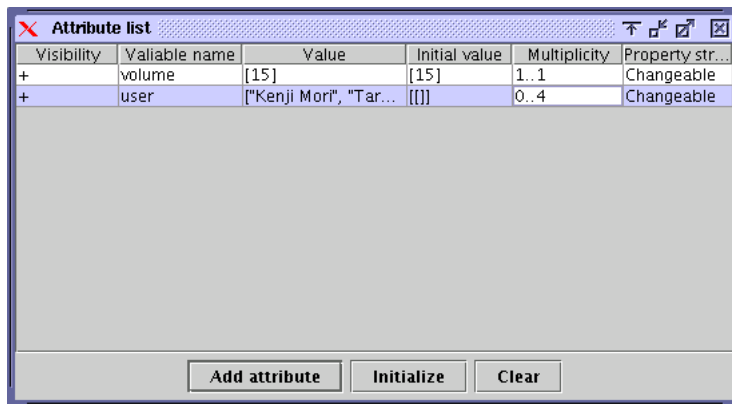 Attribute list
Visibility Valiable name Value Initial value Multiplicity Property str...
+ volume [15] [15] 1..1 Changeable
+ user ["Kenji Mori", "Tar... [[]] 0..4 Changeable
Add attribute Initialize Clear